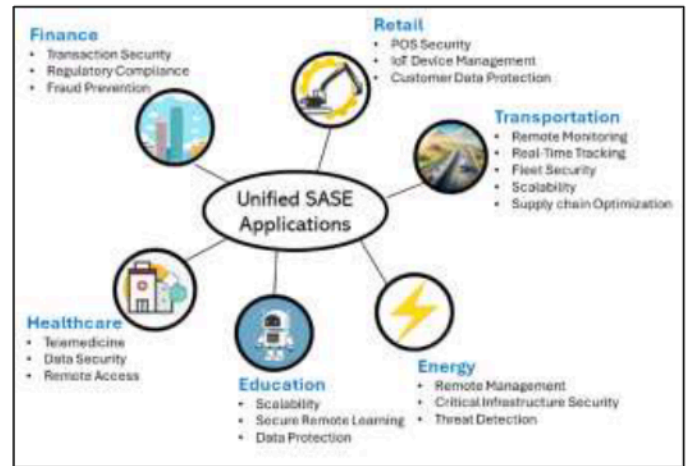 Finance
• Transaction Security
• Regulatory Compliance
• Fraud Prevention
Retail
• POS Security
• IoT Device Management
• Customer Data Protection
Transportation
• Remote Monitoring
• Real-Time Tracking
• Fleet Security
• Scalability
• Supply chain Optimization
Unified SASE
Applications
Healthcare
• Telemedicine
• Data Security
• Remote Access
Education
• Scalability
• Secure Remote Learning
• Data Protection
Energy
• Remote Management
• Critical Infrastructure Security
• Threat Detection